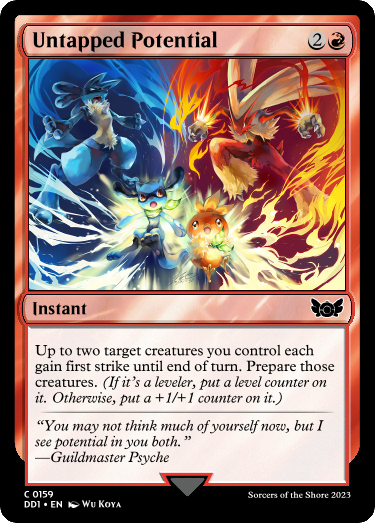 Untapped Potential 2
Instant
Up to two target creatures you control each
gain first strike until end of turn. Prepare those
creatures. (If it's a leveler, put a level counter on
it. Otherwise, put a +1/+1 counter on it.)
“You may not think much of yourself now, but I
see potential in you both.”
—Guildmaster Psyche
C 0159
DD1 • EN Wu Koya
Sorcers of the Shore 2023